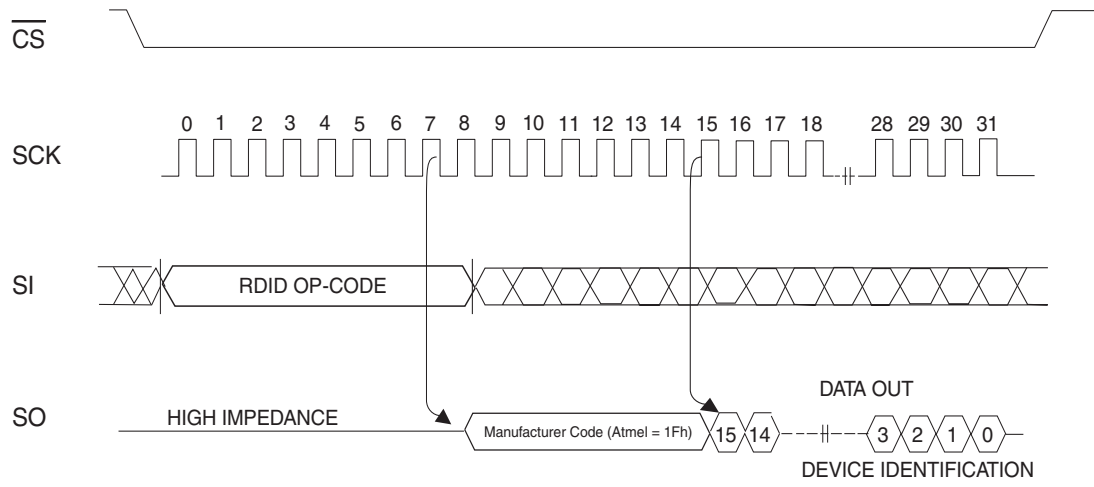 CS
0 1 2 3 4 5 6 7 8 9 10 11 12 13 14 15 16 17 18 28 29 30 31
SCK
SI
RDID OP-CODE
DATA OUT
SO
HIGH IMPEDANCE
Manufacturer Code (Atmel = 1Fh)
15 14 3 2 1 0
DEVICE IDENTIFICATION